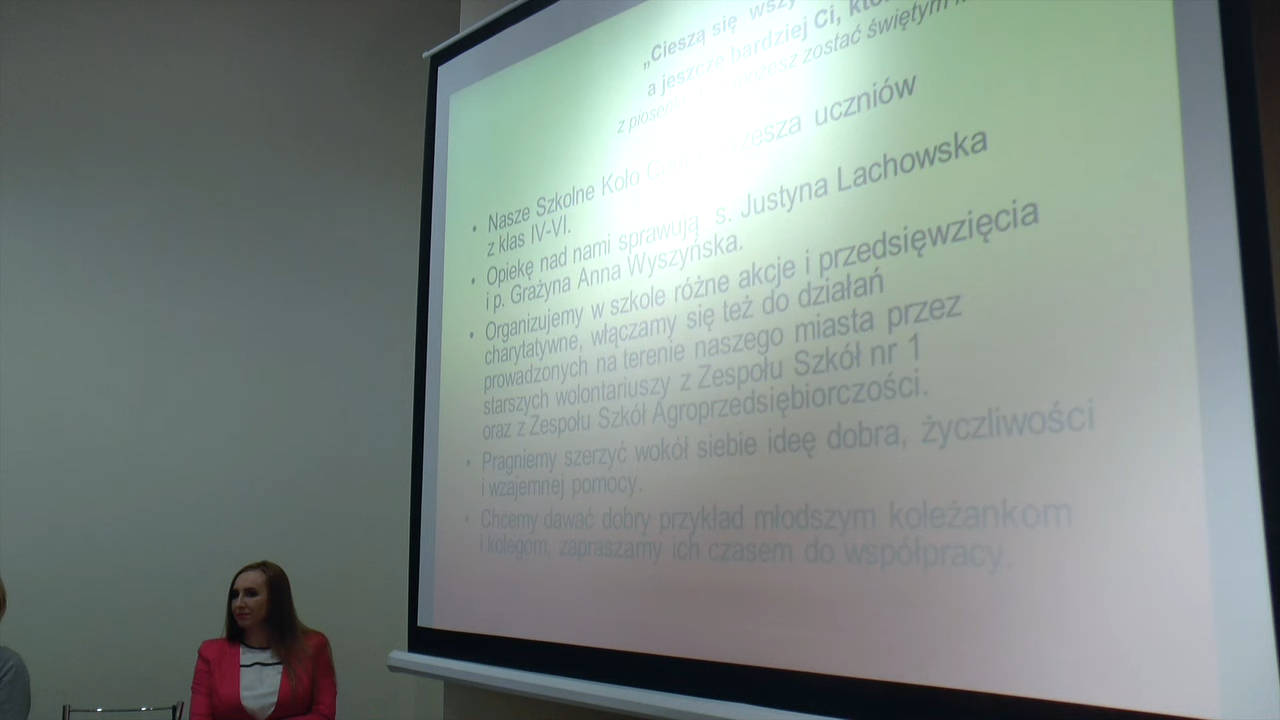 „Cieszą się
a jeszcze bardziej Ci,
zostać świętym
Nasze Szkolne Koło uczniów
z klas IV-VI.
Opiekę nad nami sprawują s. Justyna Lachowska
i p. Grażyna Anna Wyszyńska.
Organizujemy w szkole różne akcje i przedsięwzięcia
charytatywne, włączamy się też do działań
prowadzonych na terenie naszego miasta przez
starszych wolontariuszy z Zespołu Szkół nr 1
oraz z Zespołu Szkół Agroprzedsiębiorczości.
Pragniemy szerzyć wokół siebie ideę dobra, życzliwości
i wzajemnej pomocy.
Chcemy dawać dobry przykład młodszym koleżankom
i kolegom, zapraszamy ich czasem do współpracy.